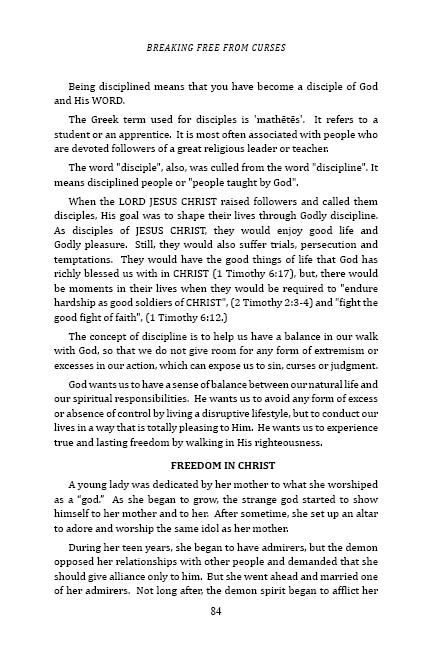 BREAKING FREE FROM CURSES
Being disciplined means that you have become a disciple of God
and His WORD.
The Greek term used for disciples is 'mathētēs'. It refers to a
student or an apprentice. It is most often associated with people who
are devoted followers of a great religious leader or teacher.
The word "disciple", also, was culled from the word "discipline". It
means disciplined people or "people taught by God".
When the LORD JESUS CHRIST raised followers and called them
disciples, His goal was to shape their lives through Godly discipline.
As disciples of JESUS CHRIST, they would enjoy good life and
Godly pleasure. Still, they would also suffer trials, persecution and
temptations. They would have the good things of life that God has
richly blessed us with in CHRIST (1 Timothy 6:17), but, there would
be moments in their lives when they would be required to "endure
hardship as good soldiers of CHRIST", (2 Timothy 2:3-4) and "fight the
good fight of faith", (1 Timothy 6:12.)
The concept of discipline is to help us have a balance in our walk
with God, so that we do not give room for any form of extremism or
excesses in our action, which can expose us to sin, curses or judgment.
God wants us to have a sense of balance between our natural life and
our spiritual responsibilities. He wants us to avoid any form of excess
or absence of control by living a disruptive lifestyle, but to conduct our
lives in a way that is totally pleasing to Him. He wants us to experience
true and lasting freedom by walking in His righteousness.
FREEDOM IN CHRIST
A young lady was dedicated by her mother to what she worshiped
as a “god.” As she began to grow, the strange god started to show
himself to her mother and to her. After sometime, she set up an altar
to adore and worship the same idol as her mother.
During her teen years, she began to have admirers, but the demon
opposed her relationships with other people and demanded that she
should give alliance only to him. But she went ahead and married one
of her admirers. Not long after, the demon spirit began to afflict her
84